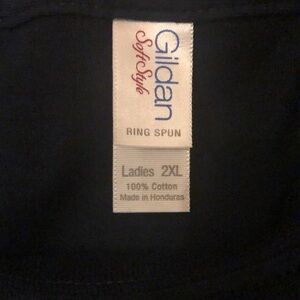 Gildan
SoftStyle
RING SPUN
Ladies 2XL
100% Cotton
Made in Honduras